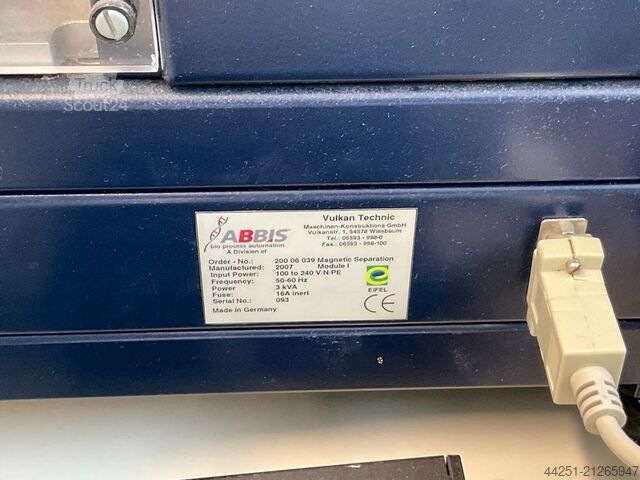 Truck
Scout24
ABBIS
bio process automation
A Division of
Vulkan Technic
Maschinen-Konstruktions GmbH
Vulkanstr. 1, 54578 Wiesbaum
Tel.: 06593 - 998-0
Fax.: 06593 - 998-100
Order - No.: 200 06 039 Magnetic Separation
Manufactured: 2007 Module I
Input Power: 100 to 240 V/N/PE
Frequency: 50-60 Hz
Power 3 kVA
Fuse: 16A inert
Serial No.: 093
Made in Germany
EIFEL
CE
44251-21265947